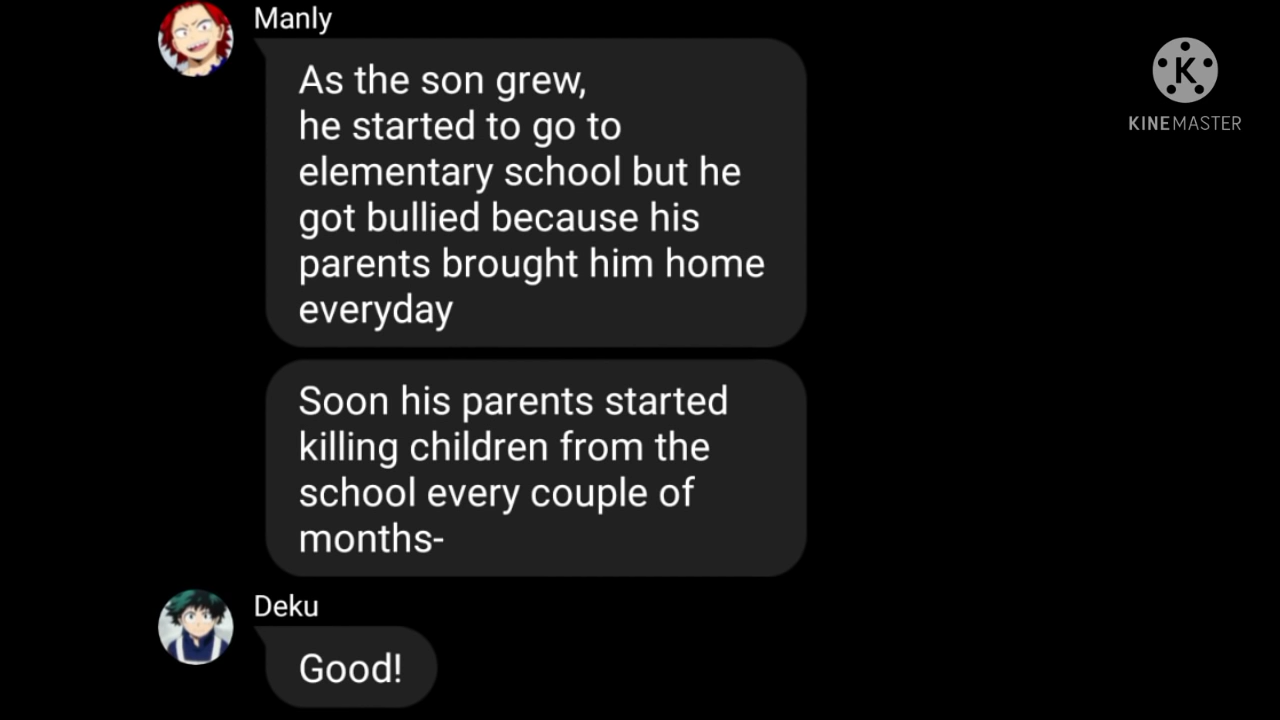 Manly
As the son grew,
he started to go to
elementary school but he
got bullied because his
parents brought him home
everyday
Soon his parents started
killing children from the
school every couple of
months-
Deku
Good!
K
KINEMASTER